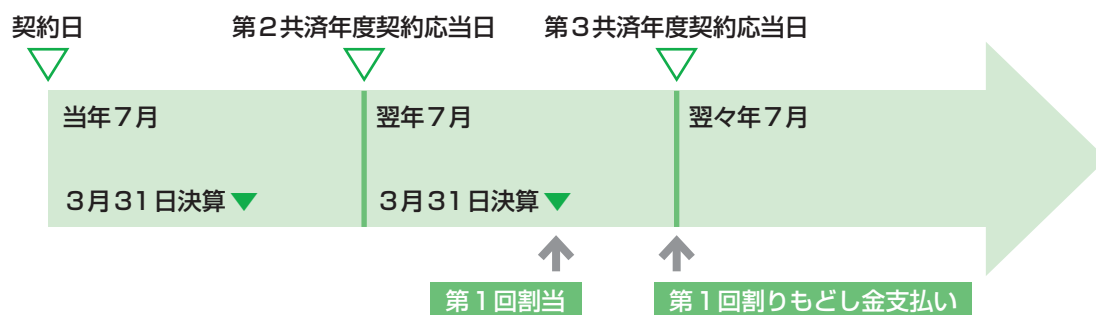 契約日 第2共済年度契約応当日 第3共済年度契約応当日
当年7月 翌年7月 翌々年7月
3月31日決算 3月31日決算
第1回割当 第1回割りもどし金支払い